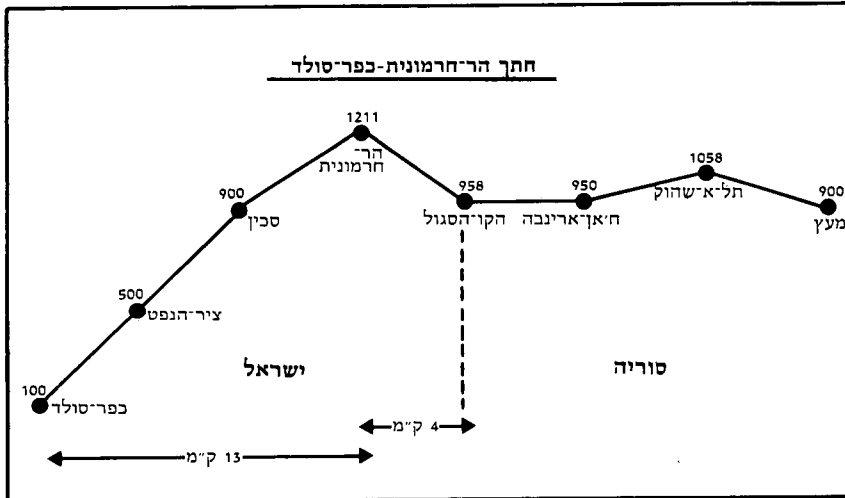 חתך הר־חרמונית-כפר־סולד
1211
הר־
חרמונית
1058
תל-א-שהוק
958
הקו-הסגול
950
ח׳אן-ארינבה
900
מעץ
900
סכין
500
ציר־הנפט
ישראל
סוריה
100
כפר־סולד
4 ק״מ
13 ק״מ